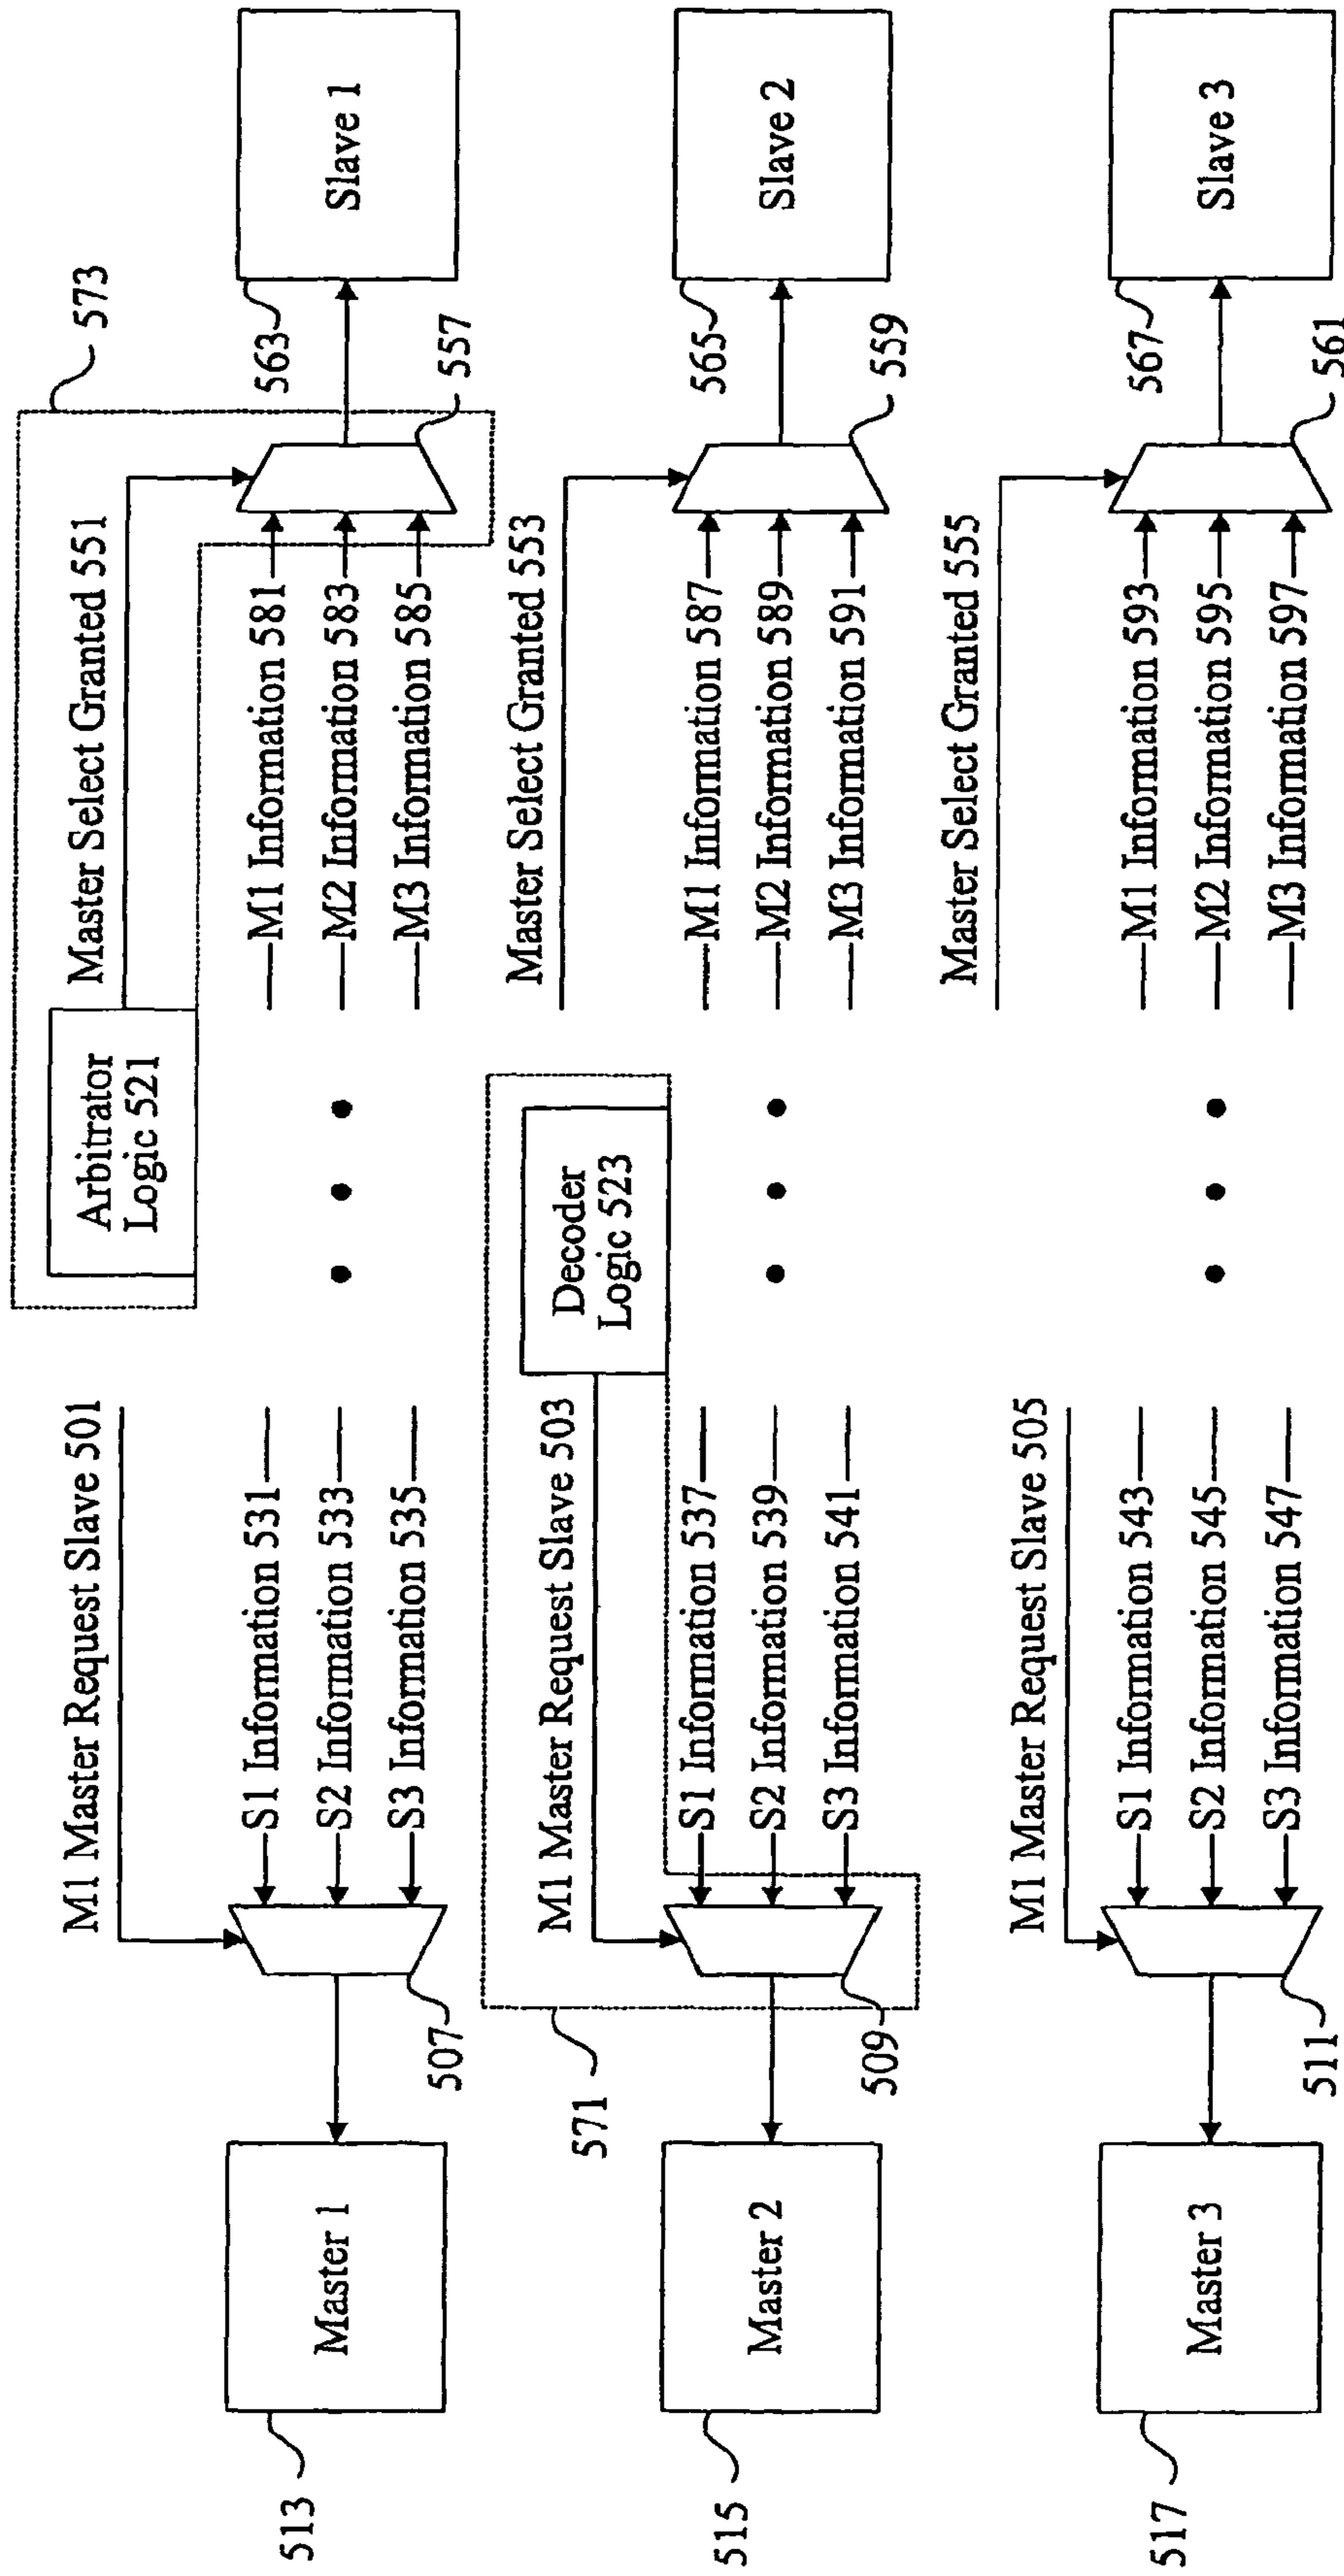 573
Arbitrator
Logic 521
Master Select Granted 551
M1 Master Request Slave 501
S1 Information 531
S2 Information 533
S3 Information 535
M1 Information 581
M2 Information 583
M3 Information 585
Master 1
513
507
557
563
Slave 1
571
Decoder
Logic 523
M1 Master Request Slave 503
Master Select Granted 553
S1 Information 537
S2 Information 539
S3 Information 541
M1 Information 587
M2 Information 589
M3 Information 591
Master 2
515
509
559
565
Slave 2
M1 Master Request Slave 505
Master Select Granted 555
S1 Information 543
S2 Information 545
S3 Information 547
M1 Information 593
M2 Information 595
M3 Information 597
Master 3
517
511
561
567
Slave 3